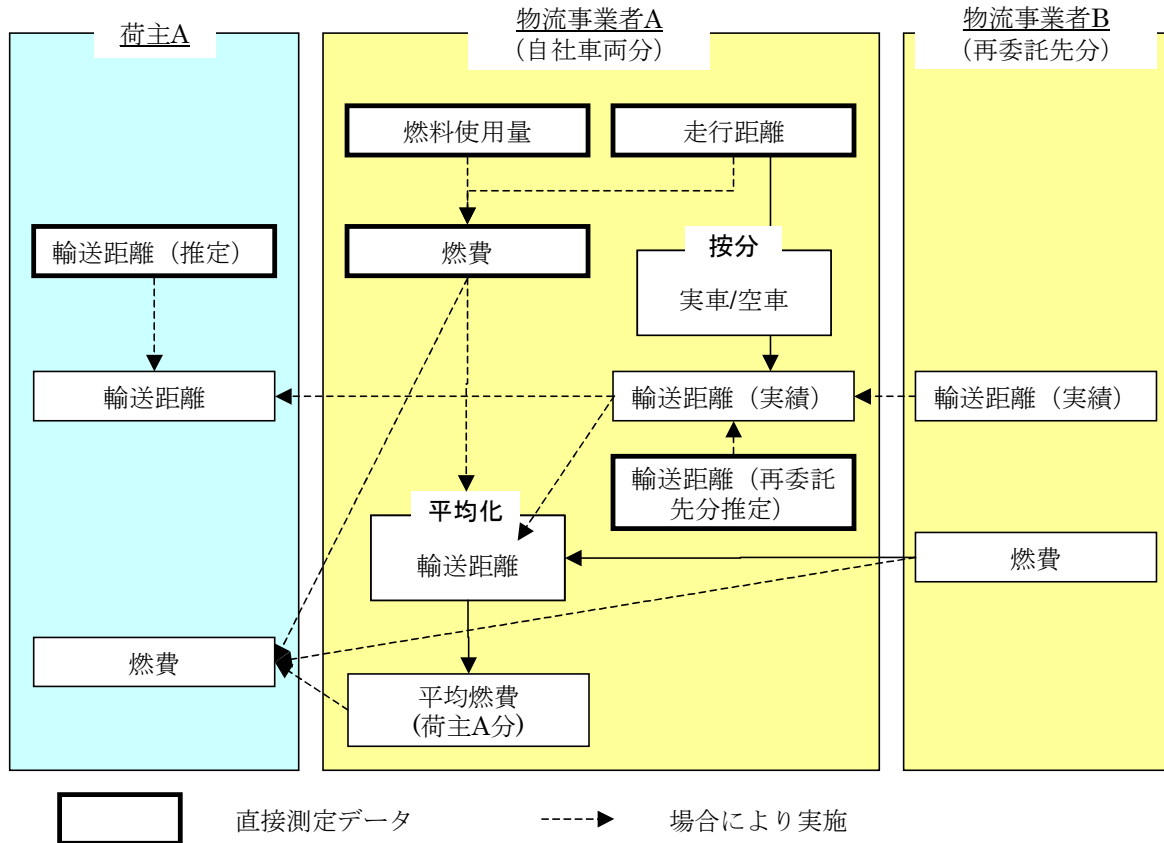 荷主A
物流事業者A
（自社車両分）
物流事業者B
（再委託先分）
燃料使用量
走行距離
輸送距離（推定）
燃費
按分
実車/空車
輸送距離
輸送距離（実績）
輸送距離（実績）
輸送距離（再委託
先分推定）
平均化
輸送距離
燃費
燃費
平均燃費
(荷主A分)
直接測定データ
場合により実施